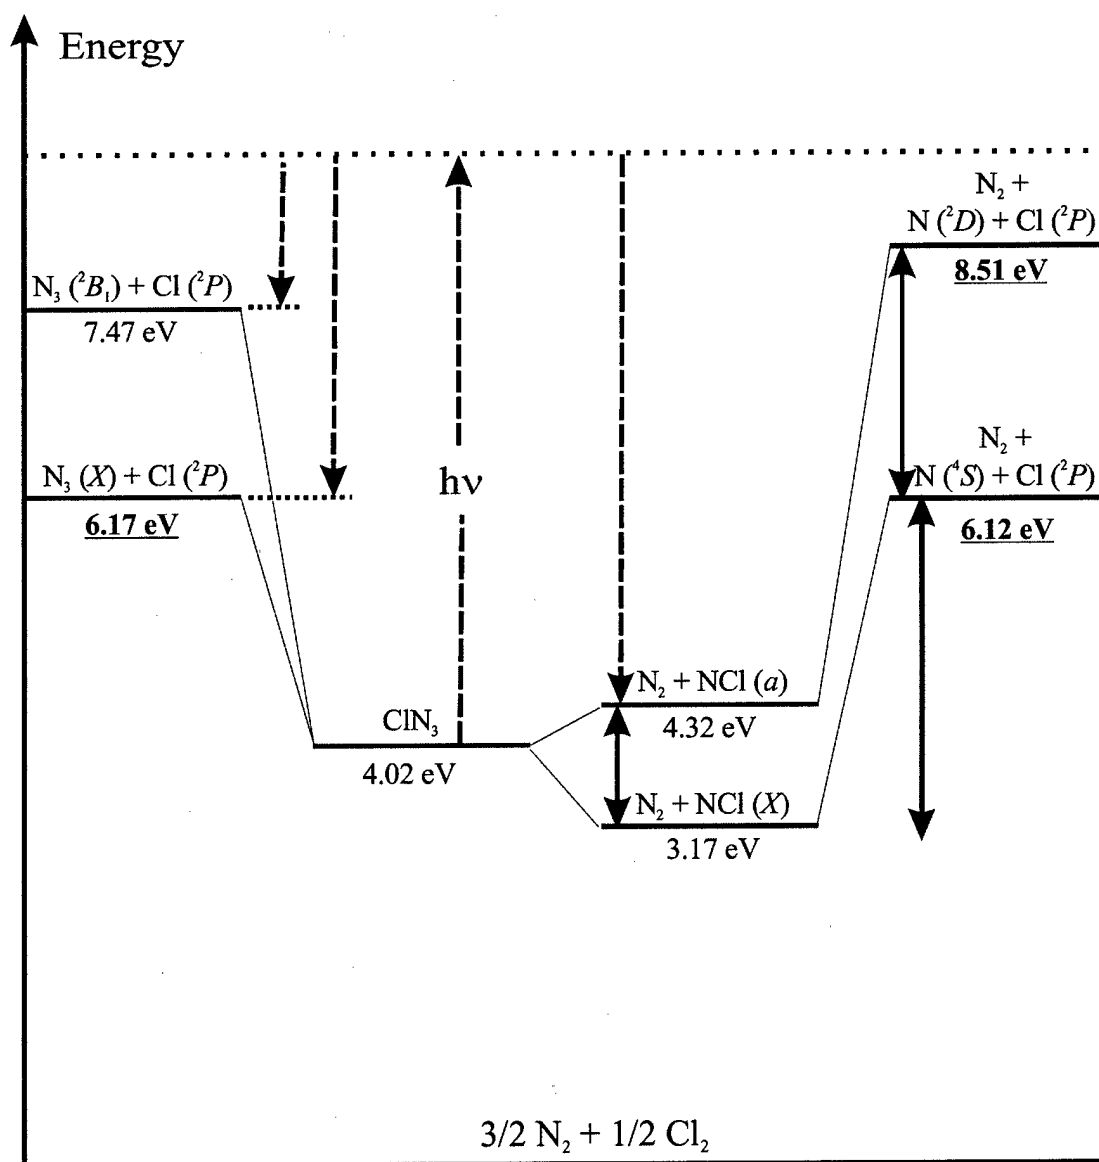 Energy
N₂ +
N (²D) + Cl (²P)
8.51 eV
N₃ (²B₁) + Cl (²P)
7.47 eV
N₂ +
N₃ (X) + Cl (²P)
hν
N (⁴S) + Cl (²P)
6.17 eV
6.12 eV
N₂ + NCl (a)
ClN₃
4.32 eV
4.02 eV
N₂ + NCl (X)
3.17 eV
3/2 N₂ + 1/2 Cl₂